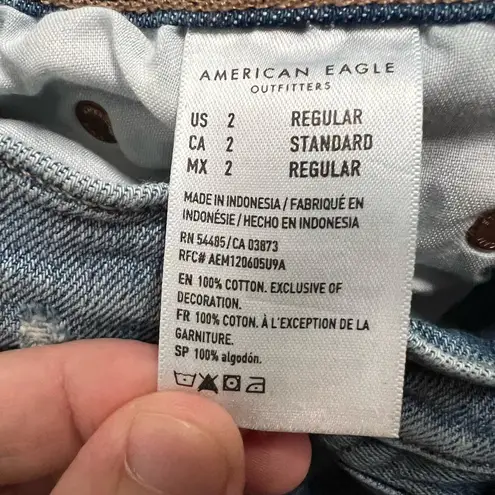 AMERICAN EAGLE
OUTFITTERS
US 2 REGULAR
CA 2 STANDARD
MX 2 REGULAR
MADE IN INDONESIA / FABRIQUÉ EN
INDONÉSIE / HECHO EN INDONESIA
RN 54485/CA 03873
RFC# AEM120605U9A
EN 100% COTTON. EXCLUSIVE OF
DECORATION.
FR 100% COTON. À L'EXCEPTION DE LA
GARNITURE.
SP 100% algodón.